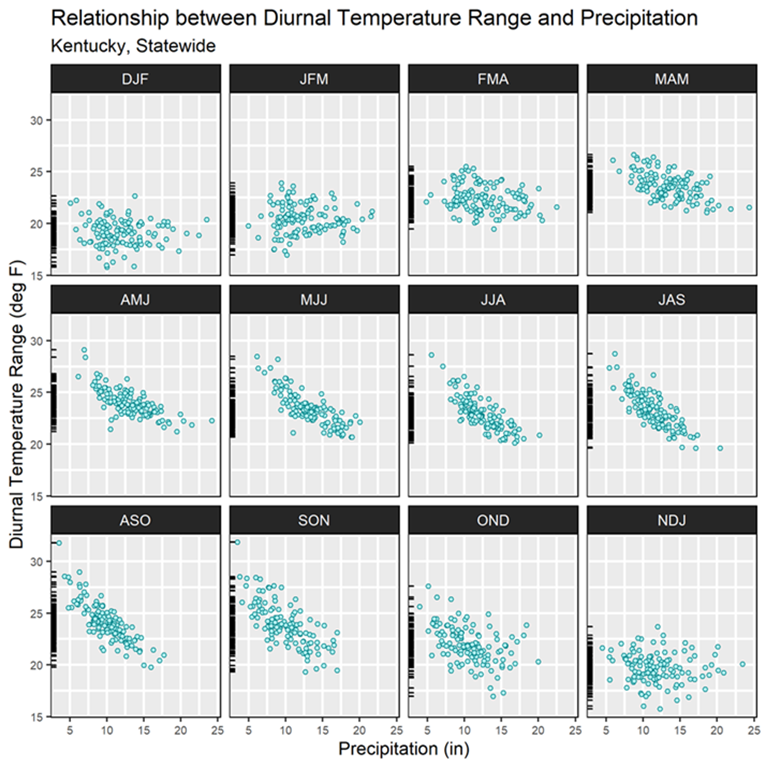 Relationship between Diurnal Temperature Range and Precipitation
Kentucky, Statewide
DJF JFM FMA MAM
30
25
20
15
AMJ MJJ JJA JAS
30
25
20
15
ASO SON OND NDJ
30
25
20
15
5 10 15 20 25 5 10 15 20 25 5 10 15 20 25 5 10 15 20 25
Diurnal Temperature Range (deg F)
Precipitation (in)